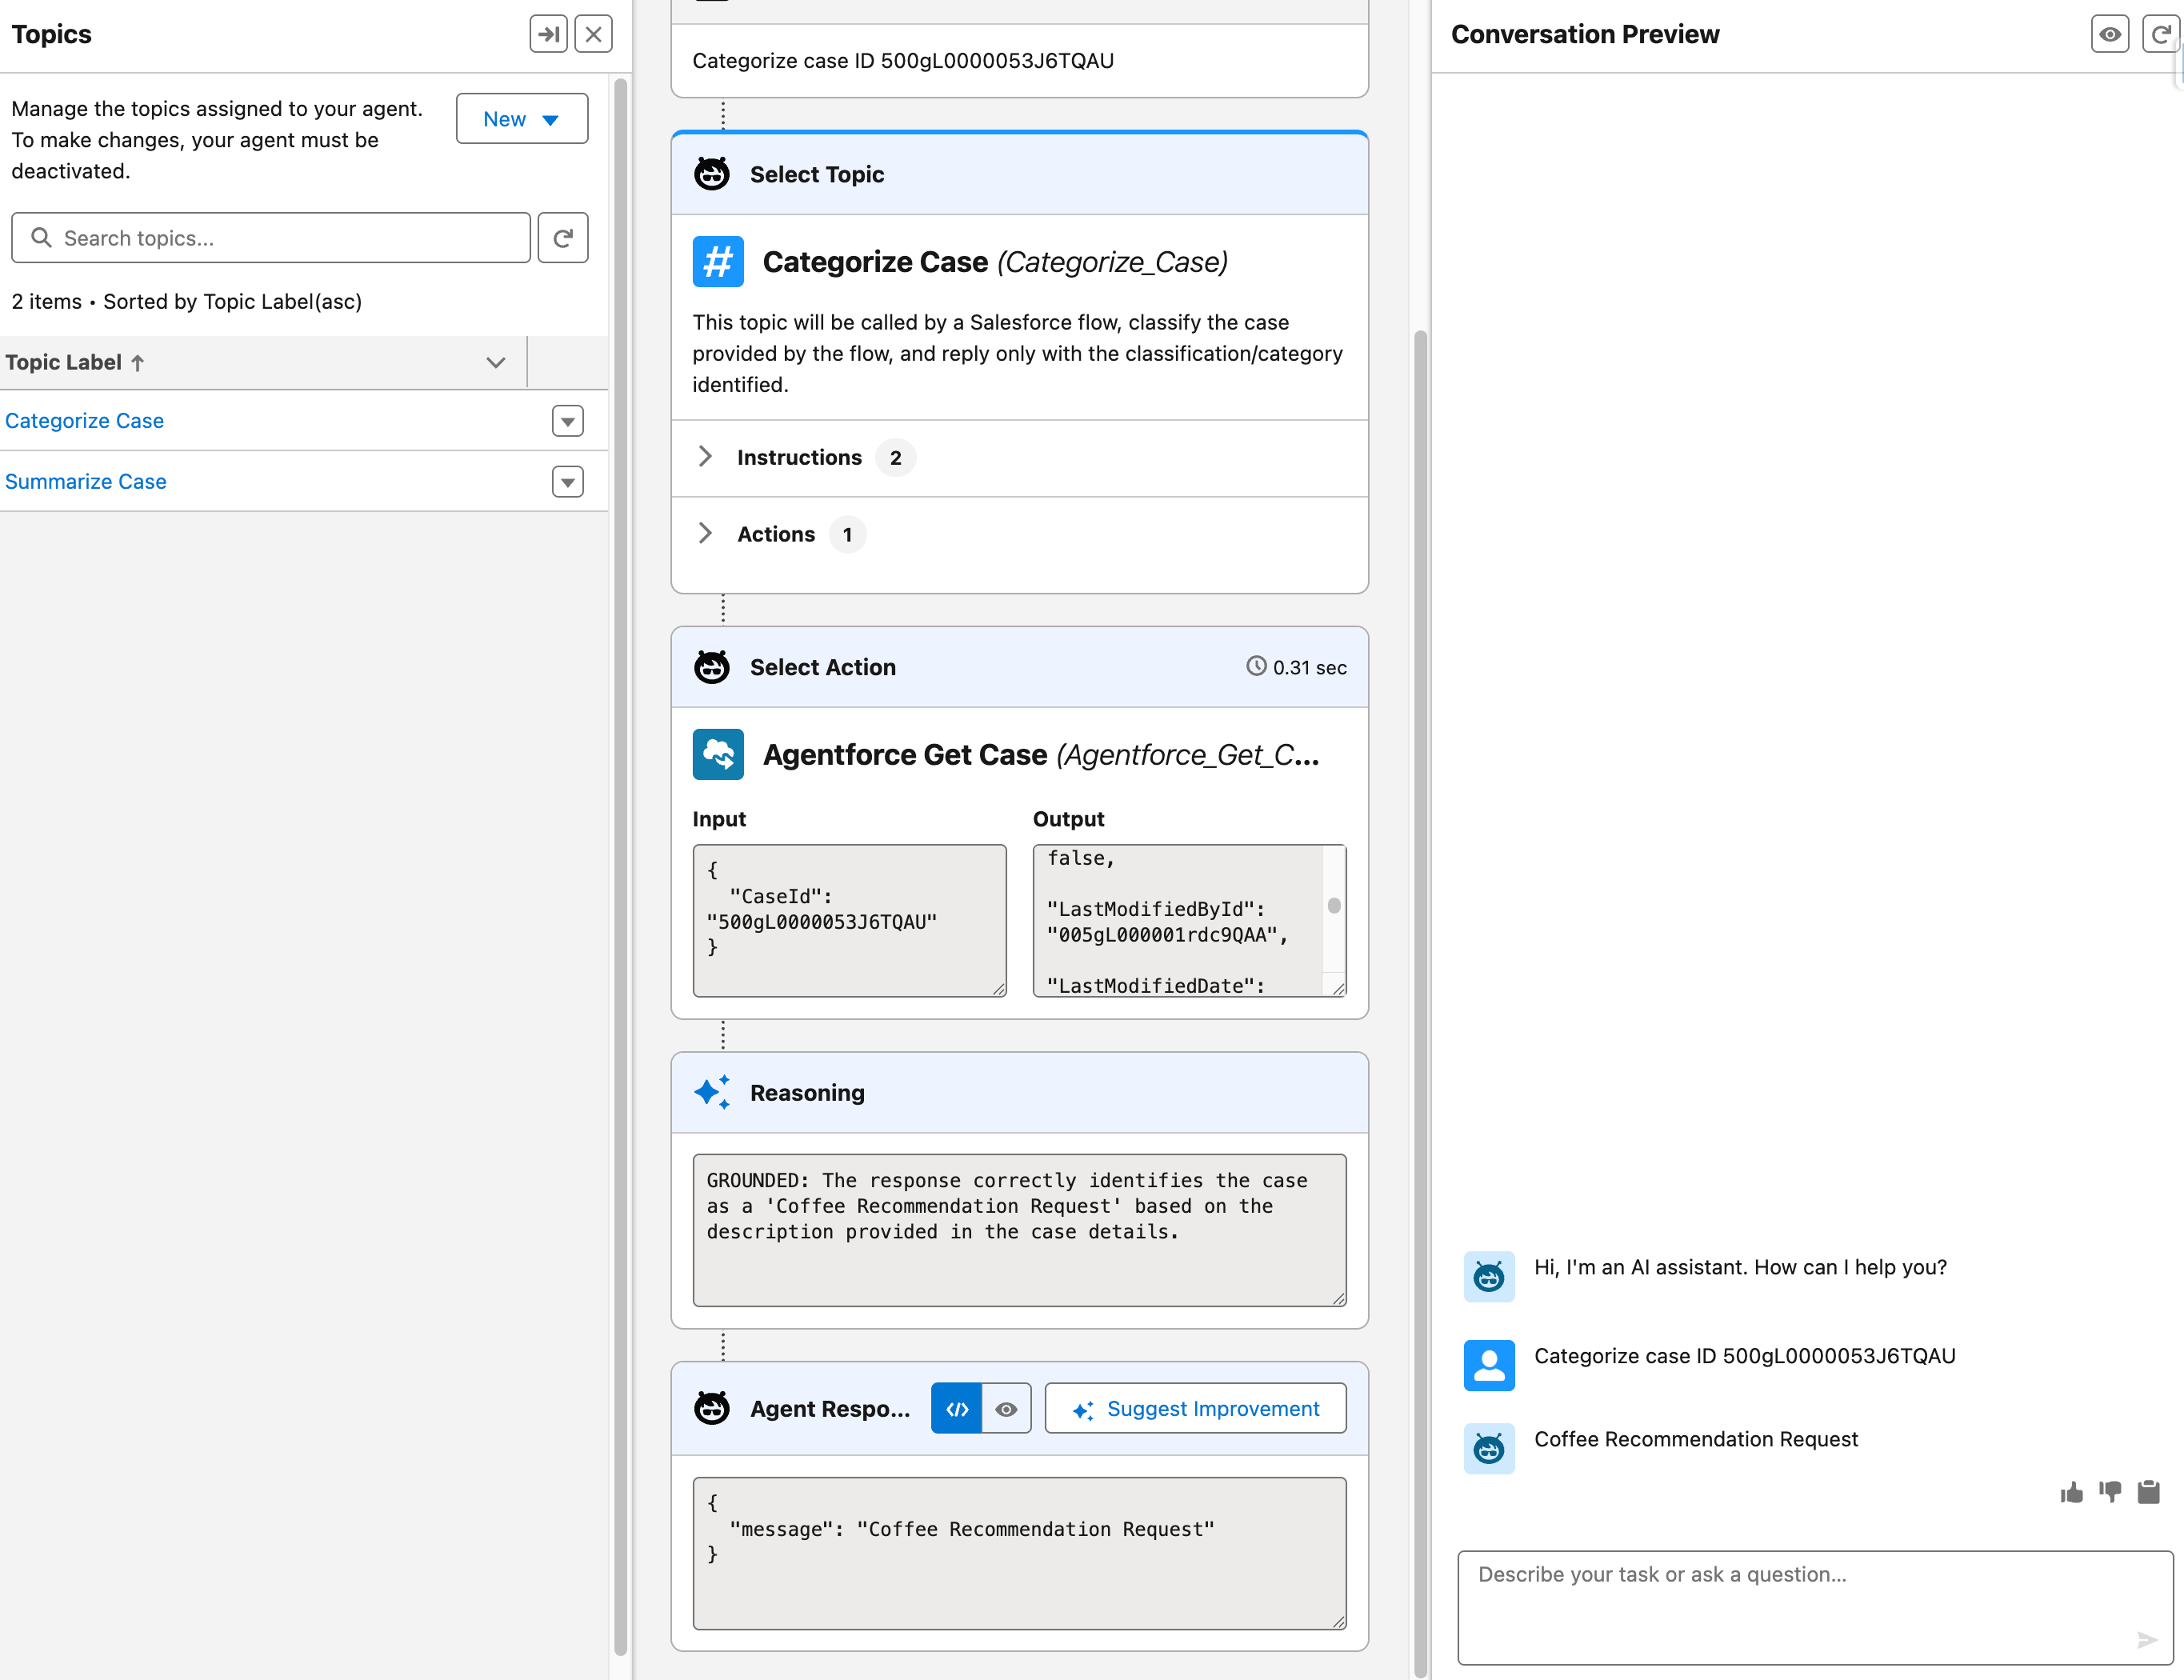 Topics
Manage the topics assigned to your agent.
To make changes, your agent must be
deactivated.
New
Search topics...
2 items • Sorted by Topic Label(asc)
Topic Label ↑
Categorize Case
Summarize Case
Categorize case ID 500gL0000053J6TQAU
Select Topic
# Categorize Case (Categorize_Case)
This topic will be called by a Salesforce flow, classify the case
provided by the flow, and reply only with the classification/category
identified.
Instructions 2
Actions 1
Select Action 0.31 sec
Agentforce Get Case (Agentforce_Get_C...
Input
{
"CaseId":
"500gL0000053J6TQAU"
}
Output
false,
"LastModifiedById":
"005gL000001rdc9QAA",
"LastModifiedDate":
Reasoning
GROUNDED: The response correctly identifies the case
as a 'Coffee Recommendation Request' based on the
description provided in the case details.
Agent Respo... </> Suggest Improvement
{
"message": "Coffee Recommendation Request"
}
Conversation Preview
Hi, I'm an AI assistant. How can I help you?
Categorize case ID 500gL0000053J6TQAU
Coffee Recommendation Request
Describe your task or ask a question...